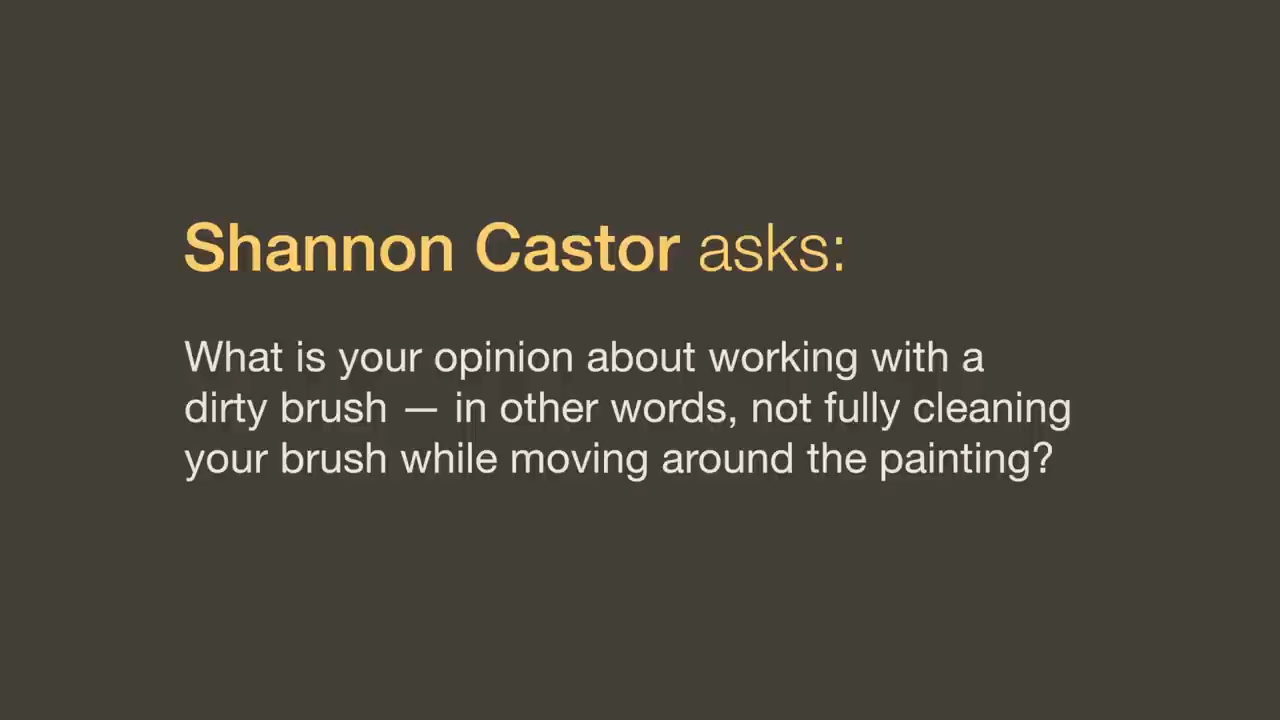 Shannon Castor asks:
What is your opinion about working with a
dirty brush — in other words, not fully cleaning
your brush while moving around the painting?